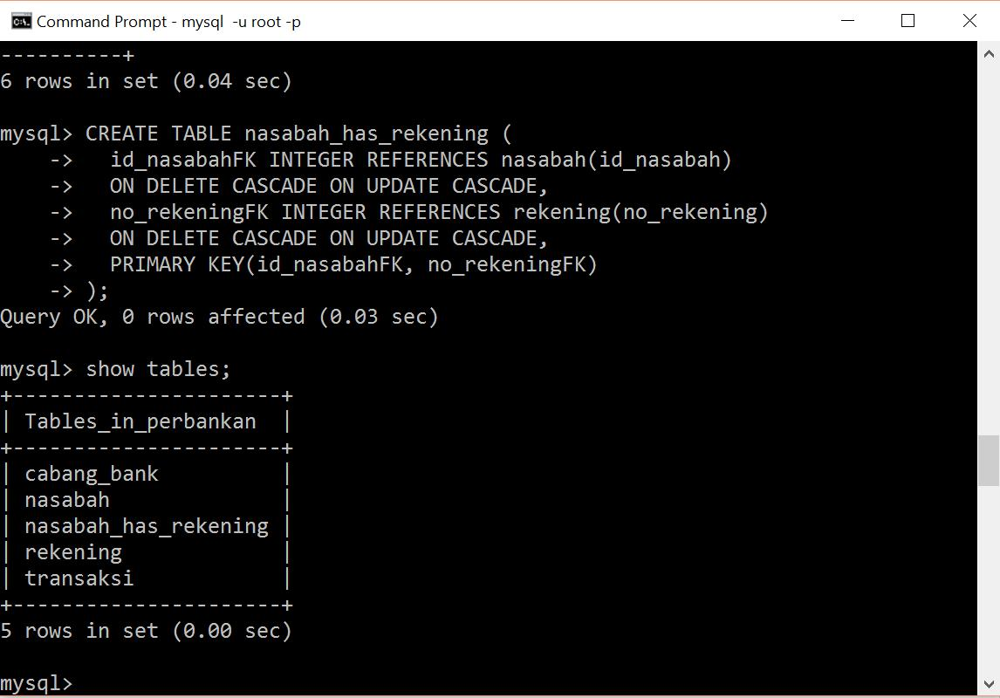 Command Prompt - mysql  -u root -p
----------+
6 rows in set (0.04 sec)
mysql> CREATE TABLE nasabah_has_rekening (
    ->   id_nasabahFK INTEGER REFERENCES nasabah(id_nasabah)
    ->   ON DELETE CASCADE ON UPDATE CASCADE,
    ->   no_rekeningFK INTEGER REFERENCES rekening(no_rekening)
    ->   ON DELETE CASCADE ON UPDATE CASCADE,
    ->   PRIMARY KEY(id_nasabahFK, no_rekeningFK)
    -> );
Query OK, 0 rows affected (0.03 sec)
mysql> show tables;
+----------------------+
| Tables_in_perbankan  |
+----------------------+
| cabang_bank          |
| nasabah              |
| nasabah_has_rekening |
| rekening             |
| transaksi            |
+----------------------+
5 rows in set (0.00 sec)
mysql>